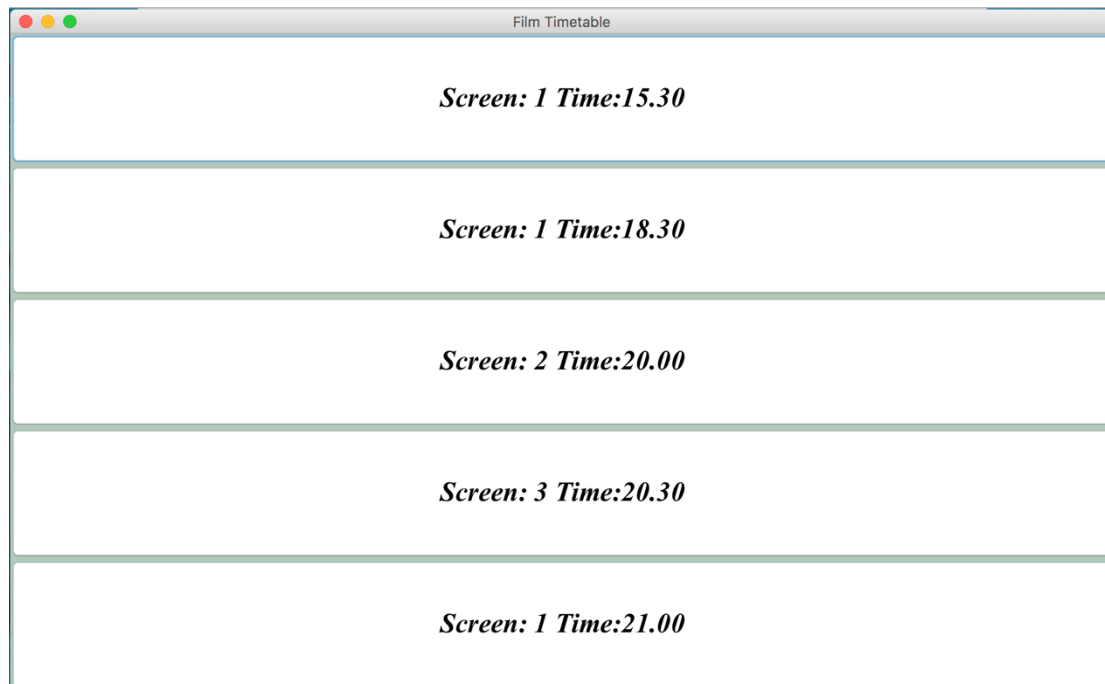 Film Timetable
Screen: 1 Time:15.30
Screen: 1 Time:18.30
Screen: 2 Time:20.00
Screen: 3 Time:20.30
Screen: 1 Time:21.00